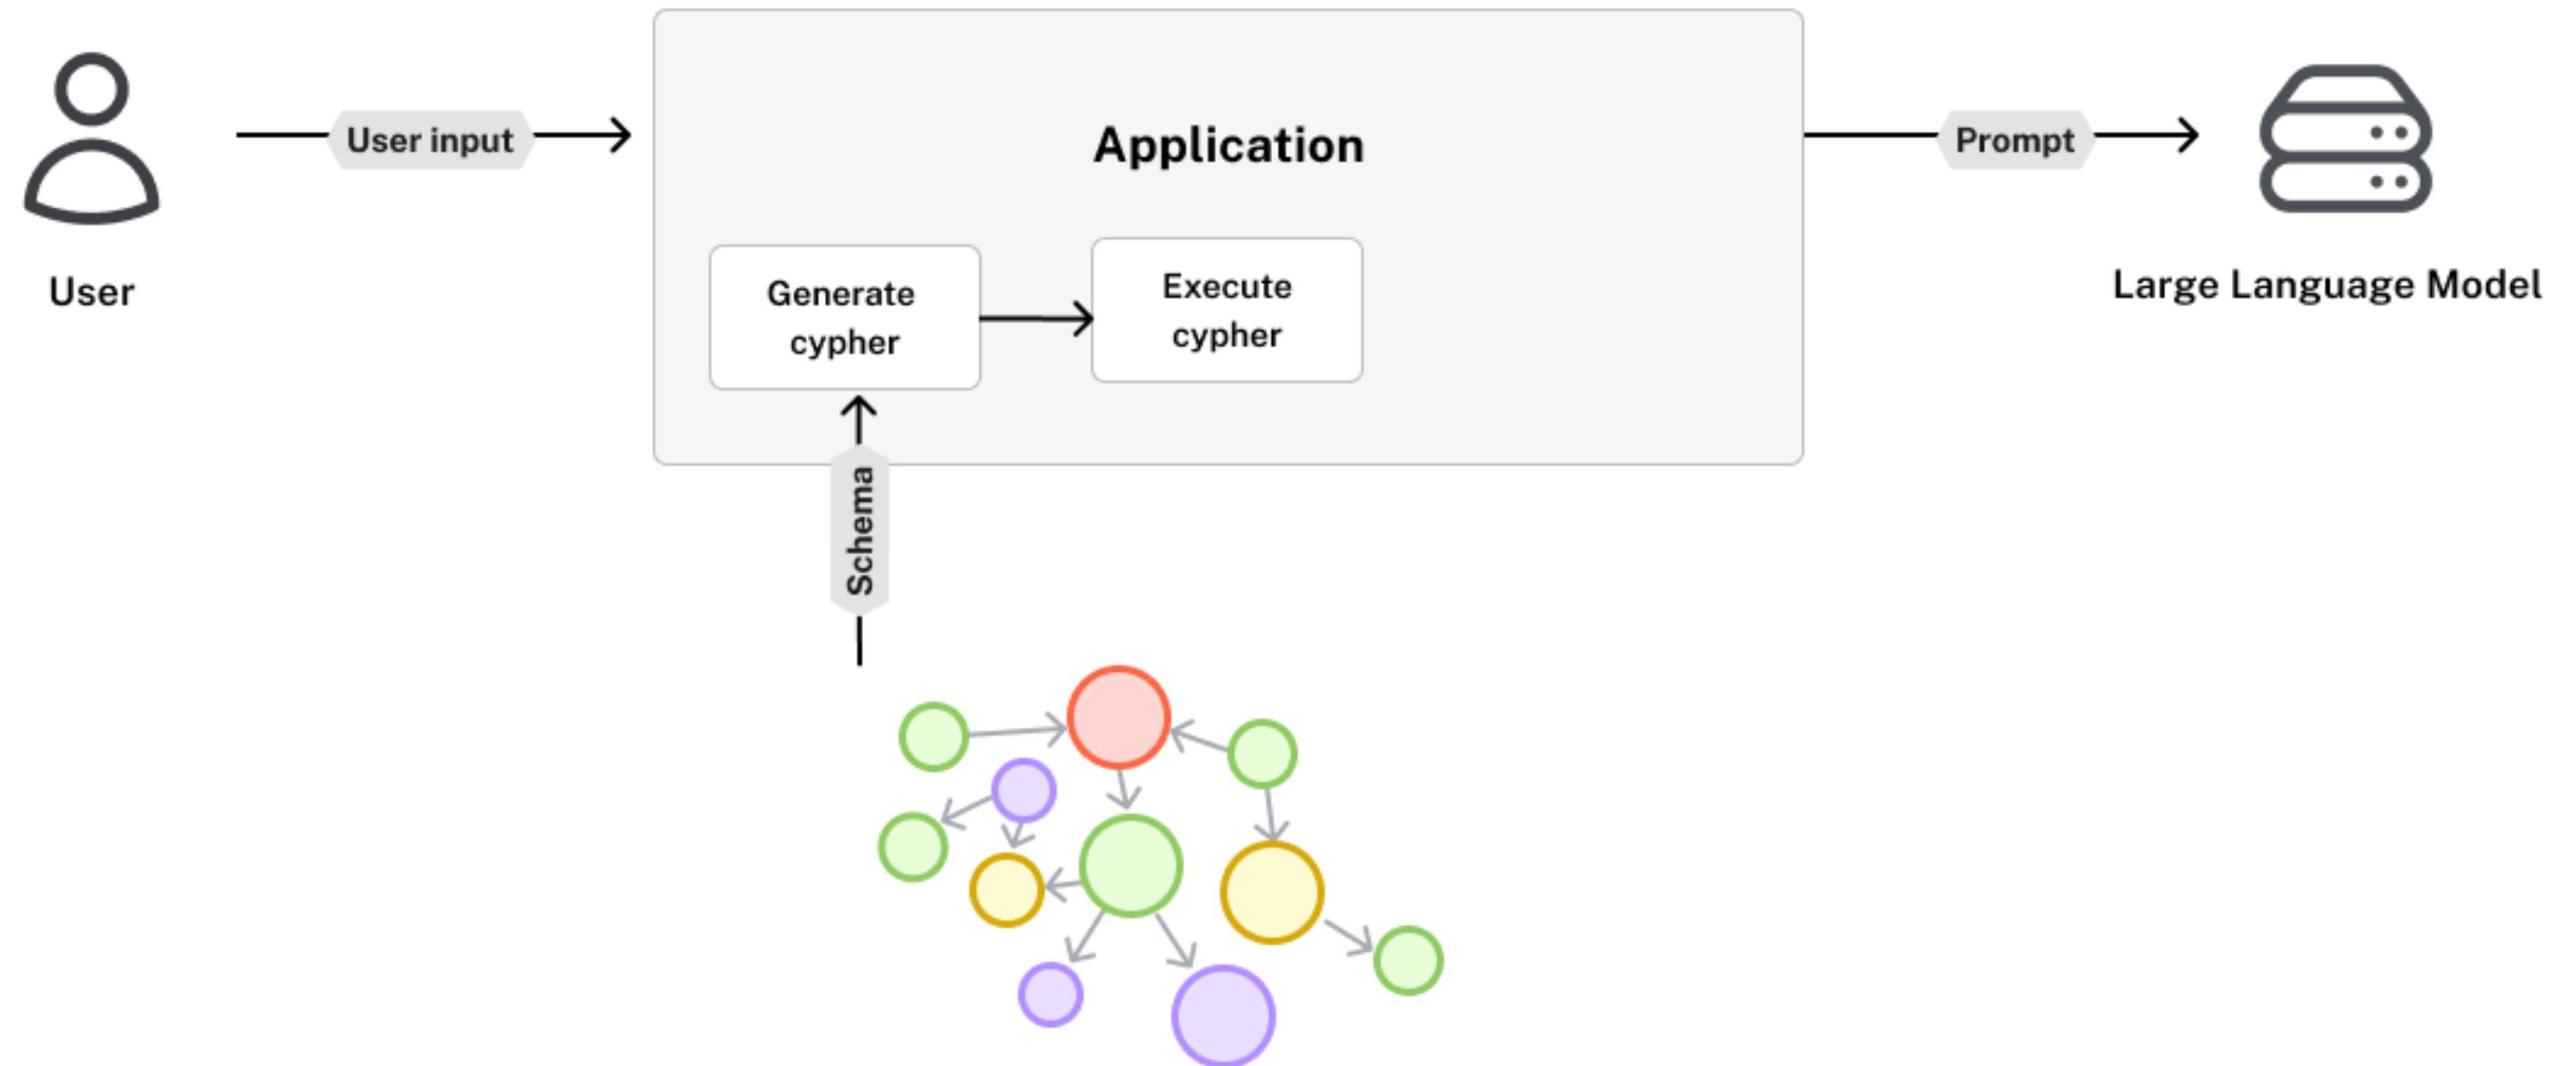 User input
Application
Prompt
Generate
cypher
Execute
cypher
User
Large Language Model
Schema